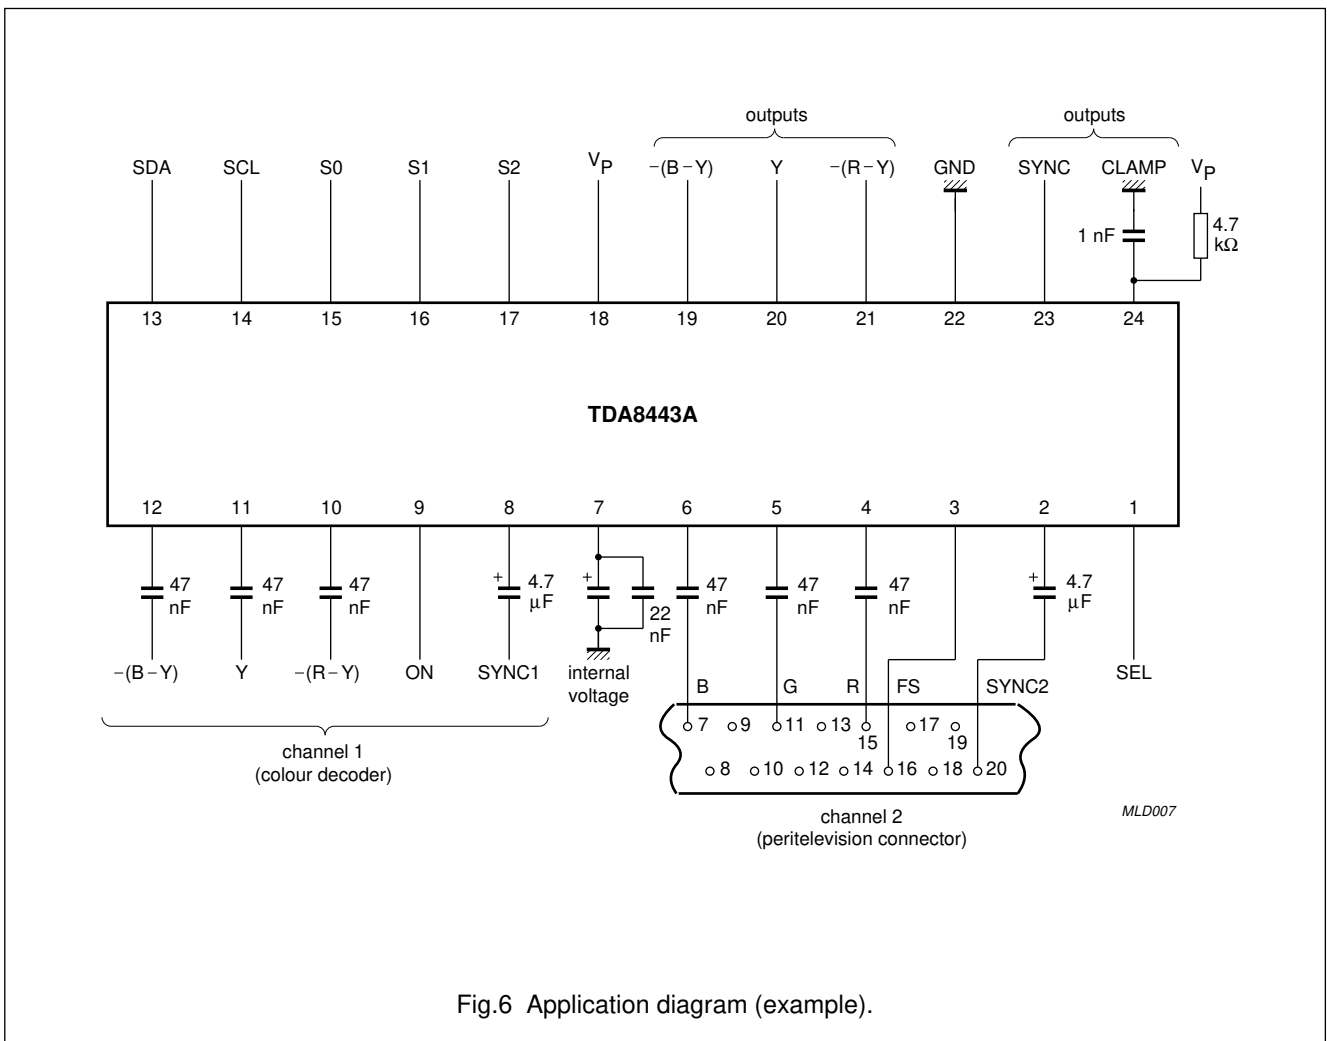 outputs
outputs
SDA SCL S0 S1 S2 VP −(B−Y) Y −(R−Y) GND SYNC CLAMP VP
1 nF
4.7
kΩ
13 14 15 16 17 18 19 20 21 22 23 24
TDA8443A
12 11 10 9 8 7 6 5 4 3 2 1
47
nF
47
nF
47
nF
4.7
μF
22
nF
47
nF
47
nF
47
nF
4.7
μF
+
+
+
−(B−Y) Y −(R−Y) ON SYNC1
internal
voltage
SEL
B G R FS SYNC2
7 9 11 13 15 17 19
8 10 12 14 16 18 20
channel 1
(colour decoder)
channel 2
(peritelevision connector)
MLD007
Fig.6 Application diagram (example).